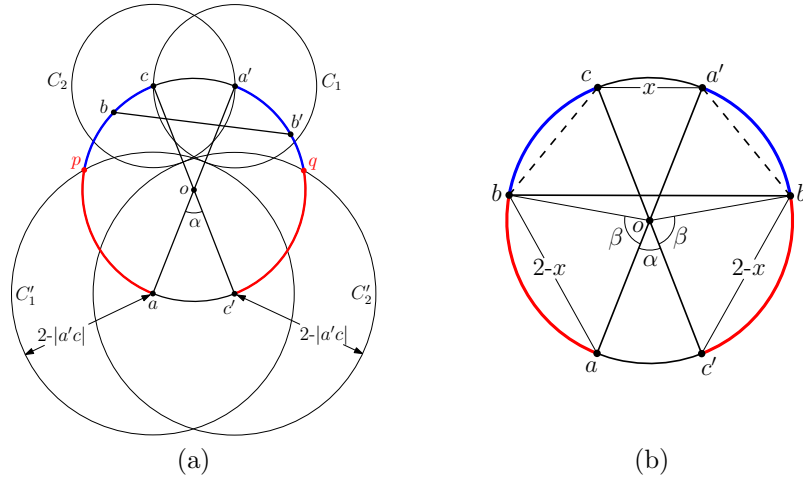 C₂
c
a′
C₁
b
b′
p
q
o
α
C′₁
a
c′
C′₂
2-|a′c|
2-|a′c|
(a)
c
x
a′
b
b
o
β
β
α
2-x
2-x
a
c′
(b)